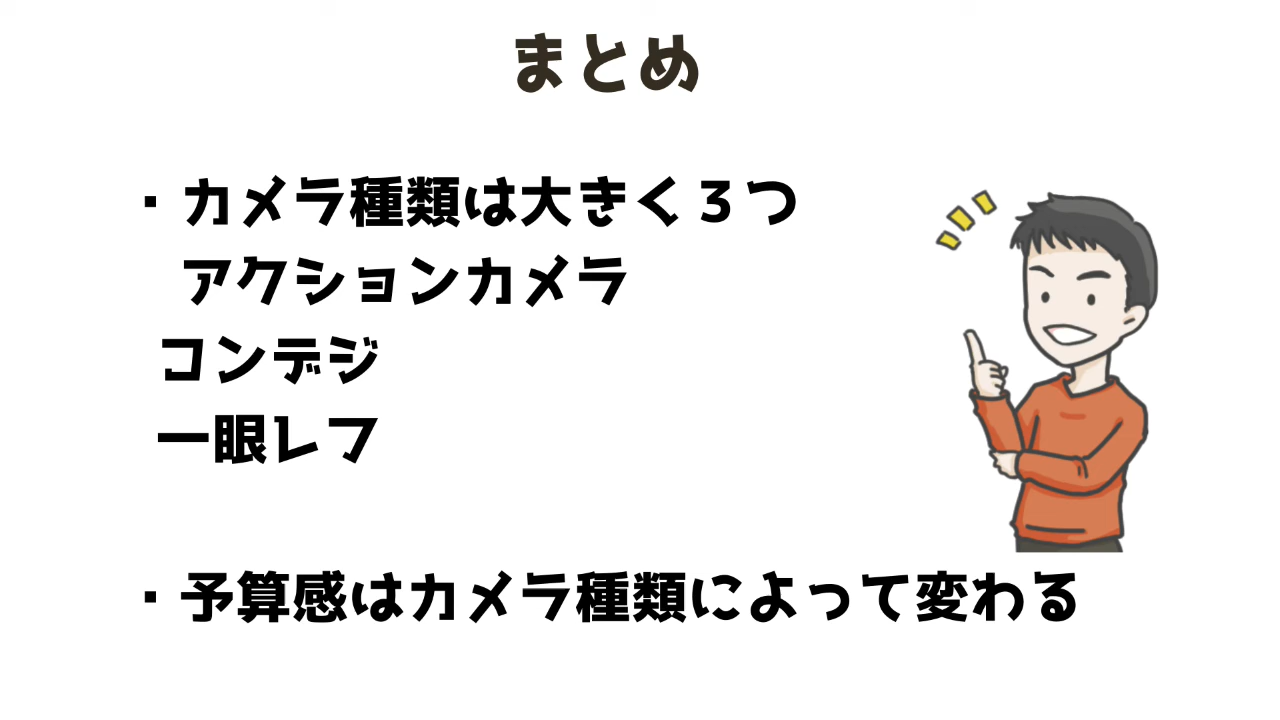 まとめ
・カメラ種類は大きく３つ
アクションカメラ
コンデジ
一眼レフ
・予算感はカメラ種類によって変わる